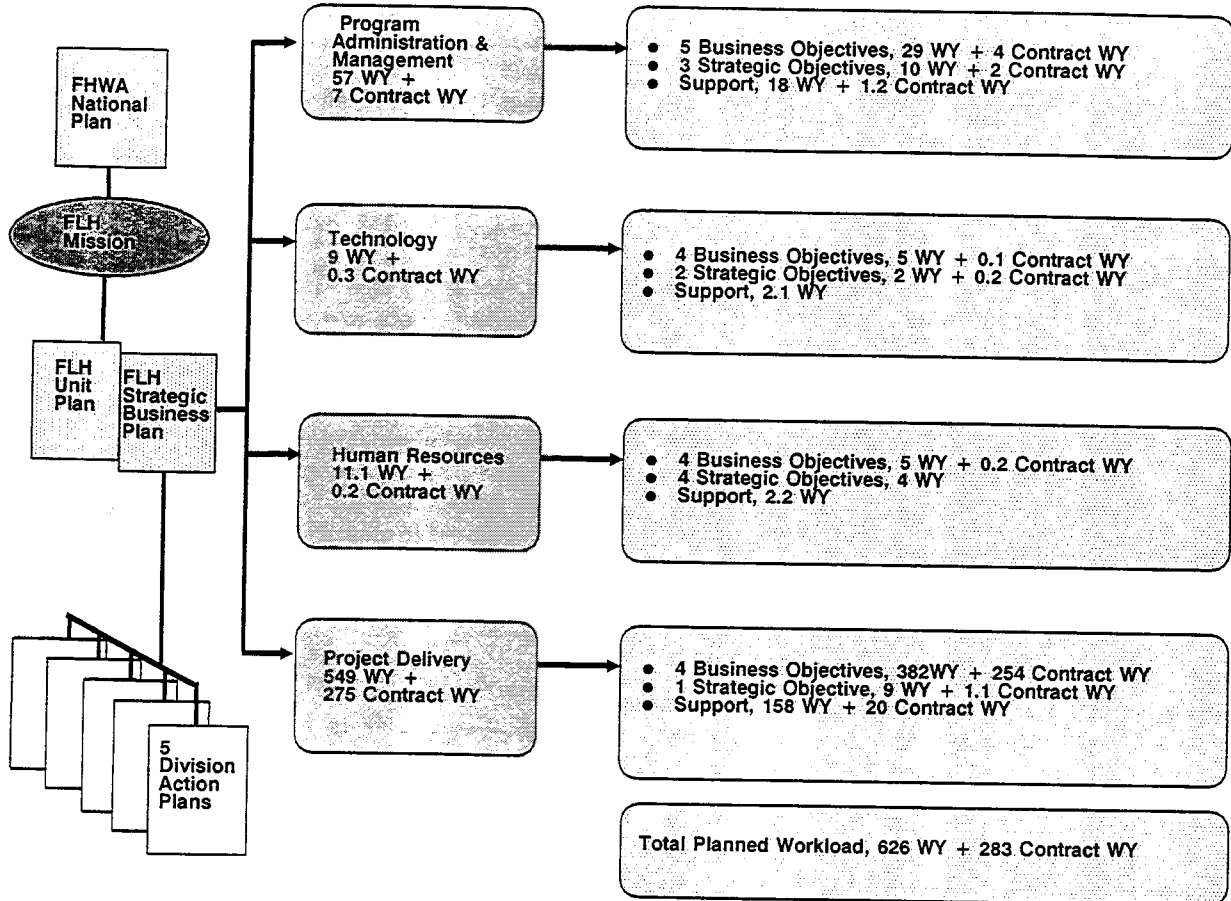 FHWA
National
Plan
FLH
Mission
FLH
Unit
Plan
FLH
Strategic
Business
Plan
5
Division
Action
Plans
Program
Administration &
Management
57 WY +
7 Contract WY
● 5 Business Objectives, 29 WY + 4 Contract WY
● 3 Strategic Objectives, 10 WY + 2 Contract WY
● Support, 18 WY + 1.2 Contract WY
Technology
9 WY +
0.3 Contract WY
● 4 Business Objectives, 5 WY + 0.1 Contract WY
● 2 Strategic Objectives, 2 WY + 0.2 Contract WY
● Support, 2.1 WY
Human Resources
11.1 WY +
0.2 Contract WY
● 4 Business Objectives, 5 WY + 0.2 Contract WY
● 4 Strategic Objectives, 4 WY
● Support, 2.2 WY
Project Delivery
549 WY +
275 Contract WY
● 4 Business Objectives, 382WY + 254 Contract WY
● 1 Strategic Objective, 9 WY + 1.1 Contract WY
● Support, 158 WY + 20 Contract WY
Total Planned Workload, 626 WY + 283 Contract WY